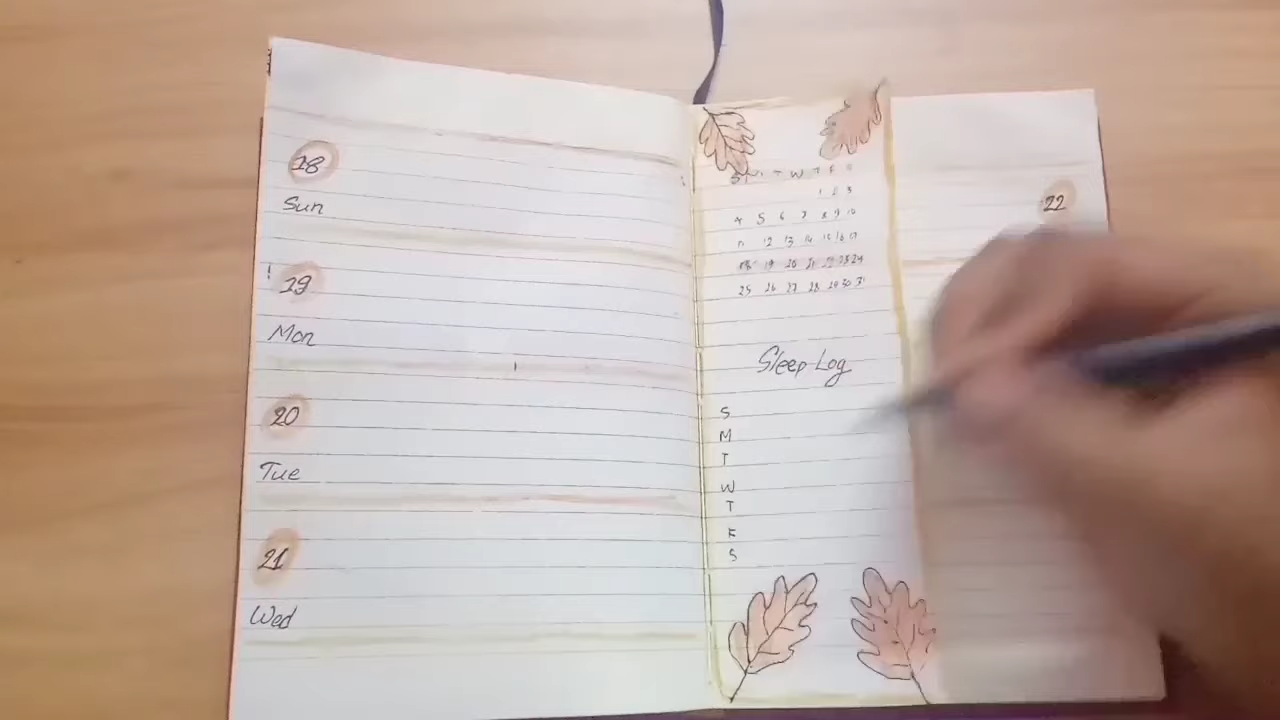 18
Sun
19
Mon
20
Tue
21
Wed
S M T W T F S
1 2 3
4 5 6 7 8 9 10
11 12 13 14 15 16 17
18 19 20 21 22 23 24
25 26 27 28 29 30 31
Sleep Log
S
M
T
W
T
F
S
22